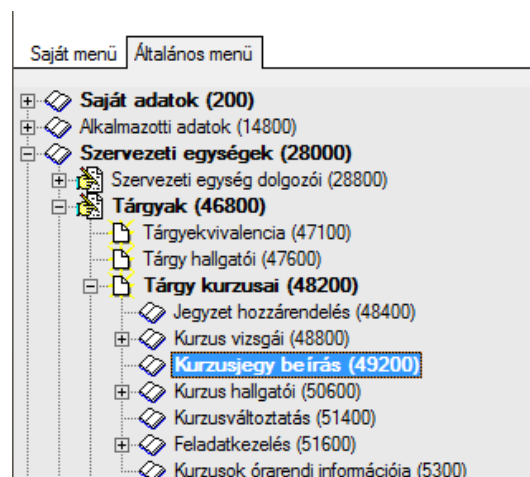 Saját menü Általános menü
Saját adatok (200)
Alkalmazotti adatok (14800)
Szervezeti egységek (28000)
Szervezeti egység dolgozói (28800)
Tárgyak (46800)
Tárgyekvivalencia (47100)
Tárgy hallgatói (47600)
Tárgy kurzusai (48200)
Jegyzet hozzárendelés (48400)
Kurzus vizsgái (48800)
Kurzusjegy beírás (49200)
Kurzus hallgatói (50600)
Kurzusváltoztatás (51400)
Feladatkezelés (51600)
Kurzusok órarendi információja (5300)